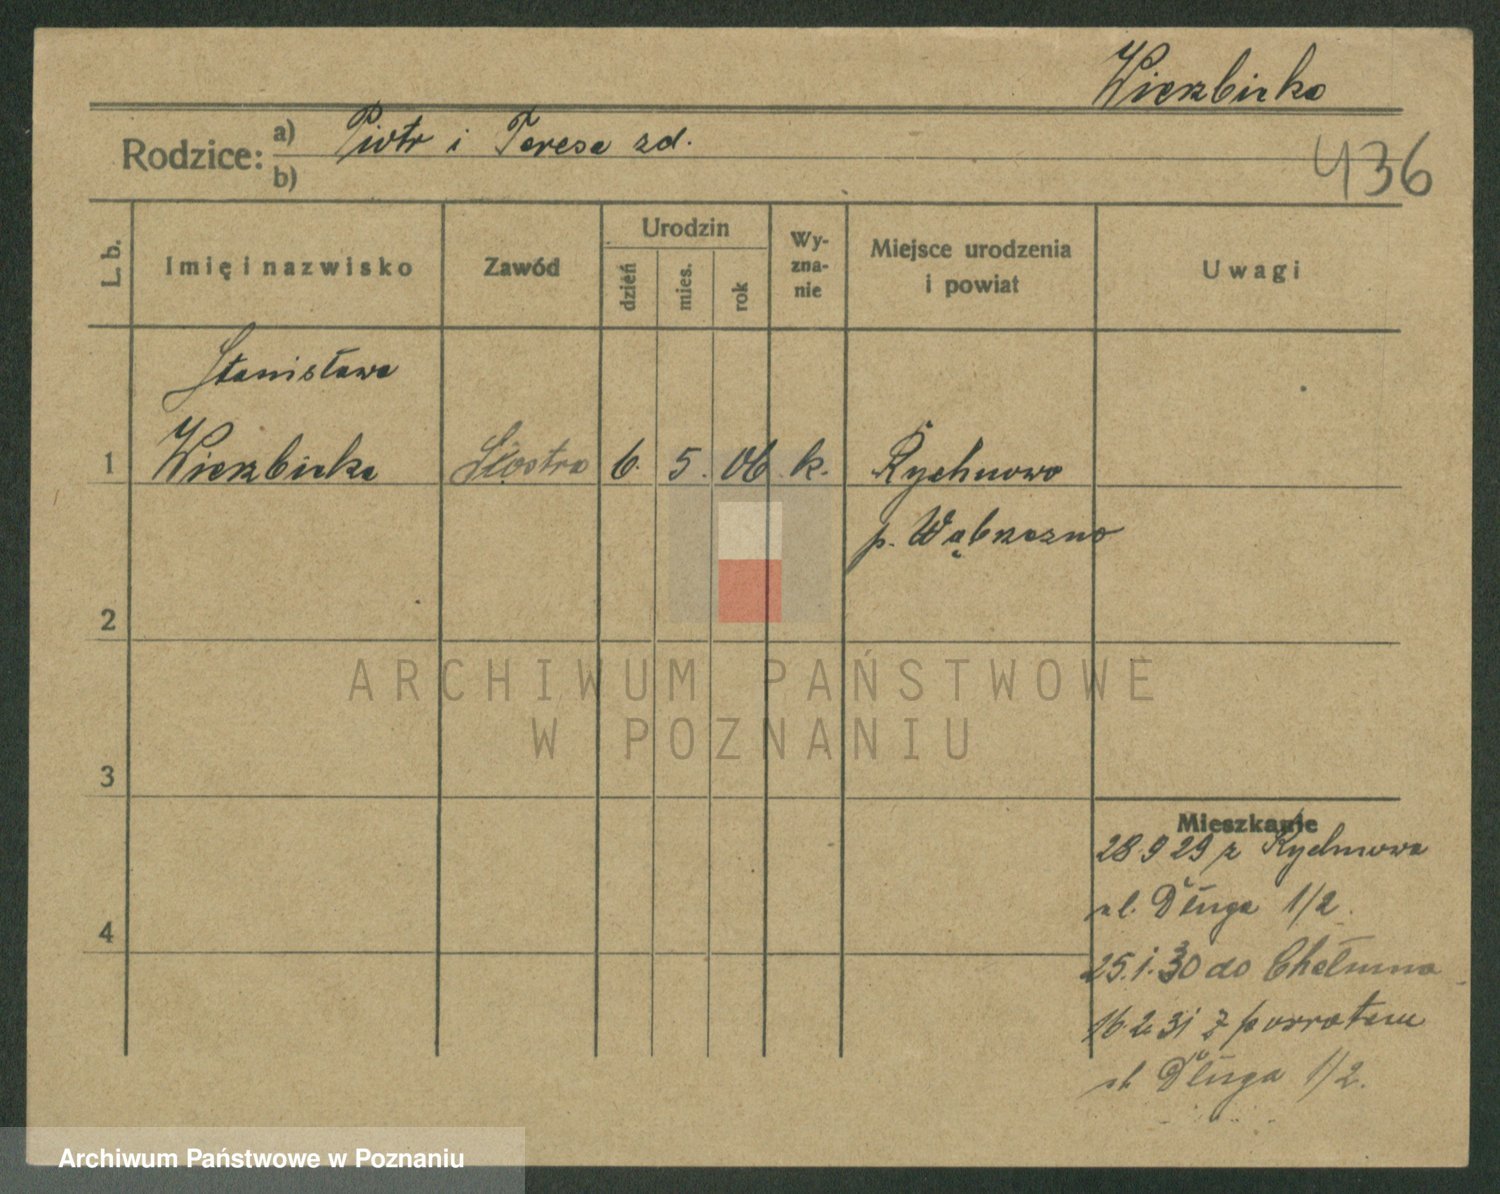 Wierzbicka
Rodzice: a) Piotr i Teresa zd.
b)
436
L. b.
Imię i nazwisko
Zawód
Urodzin
dzień
mies.
rok
Wy-
zna-
nie
Miejsce urodzenia
i powiat
Uwagi
Stanisława
1 Wierzbicka Siostra 6. 5. 06 k. Rychnowo
p. Wąbrzezno
2
3
4
Mieszkanie
28.9 29 z Rychnowa
ul. Długa 1/2.
25.1.30 do Chełmna
16 2 31 z powrotem
ul. Długa 1/2.
ARCHIWUM PAŃSTWOWE
W POZNANIU
Archiwum Państwowe w Poznaniu